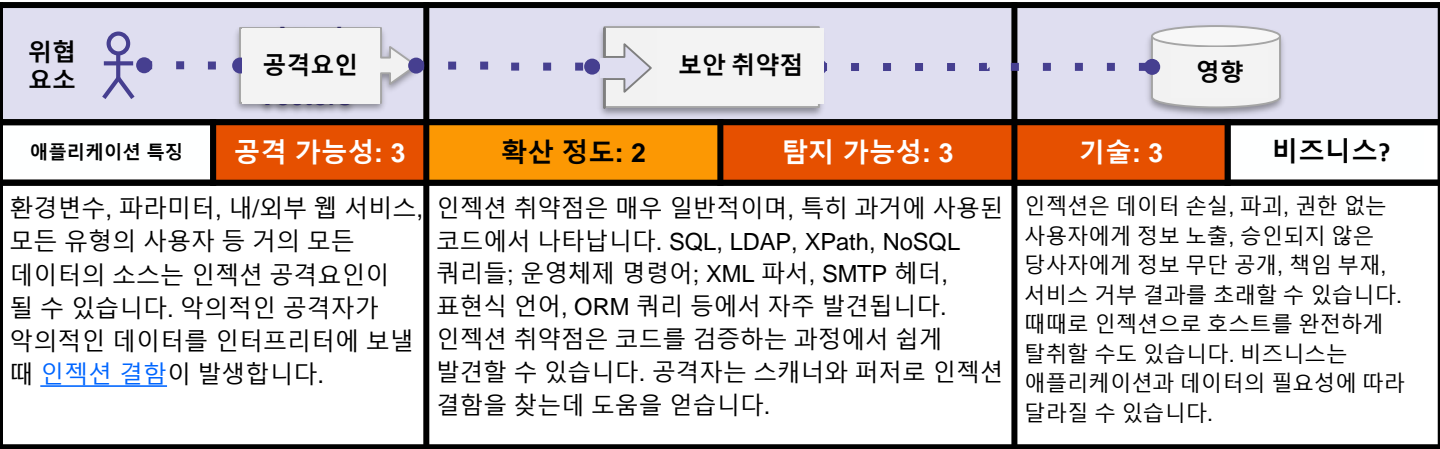 위협
요소
공격요인
보안 취약점
영향
애플리케이션 특징
공격 가능성: 3
확산 정도: 2
탐지 가능성: 3
기술: 3
비즈니스?
환경변수, 파라미터, 내/외부 웹 서비스,
모든 유형의 사용자 등 거의 모든
데이터의 소스는 인젝션 공격요인이
될 수 있습니다. 악의적인 공격자가
악의적인 데이터를 인터프리터에 보낼
때 인젝션 결함이 발생합니다.
인젝션 취약점은 매우 일반적이며, 특히 과거에 사용된
코드에서 나타납니다. SQL, LDAP, XPath, NoSQL
쿼리들; 운영체제 명령어; XML 파서, SMTP 헤더,
표현식 언어, ORM 쿼리 등에서 자주 발견됩니다.
인젝션 취약점은 코드를 검증하는 과정에서 쉽게
발견할 수 있습니다. 공격자는 스캐너와 퍼저로 인젝션
결함을 찾는데 도움을 얻습니다.
인젝션은 데이터 손실, 파괴, 권한 없는
사용자에게 정보 노출, 승인되지 않은
당사자에게 정보 무단 공개, 책임 부재,
서비스 거부 결과를 초래할 수 있습니다.
때때로 인젝션으로 호스트를 완전하게
탈취할 수도 있습니다. 비즈니스는
애플리케이션과 데이터의 필요성에 따라
달라질 수 있습니다.